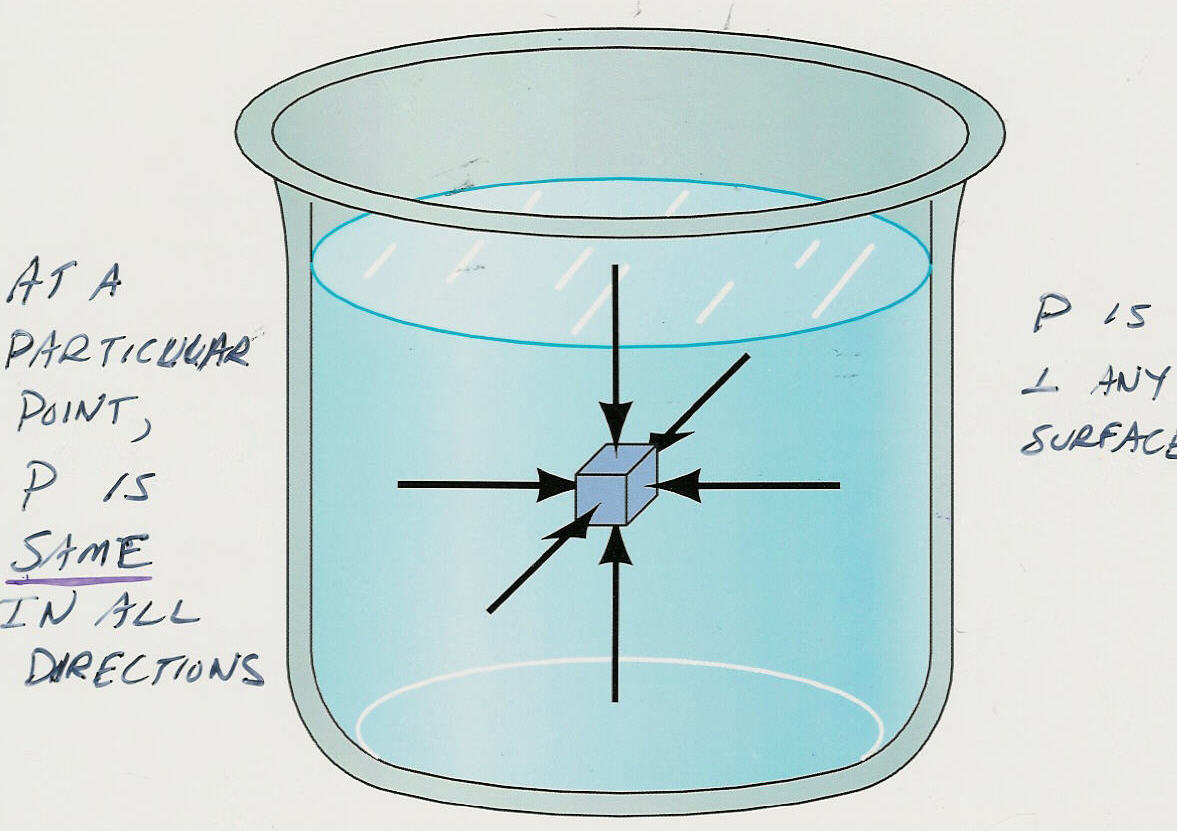 AT A
PARTICULAR
POINT,
P IS
SAME
IN ALL
DIRECTIONS
P IS
⊥ ANY
SURFACE